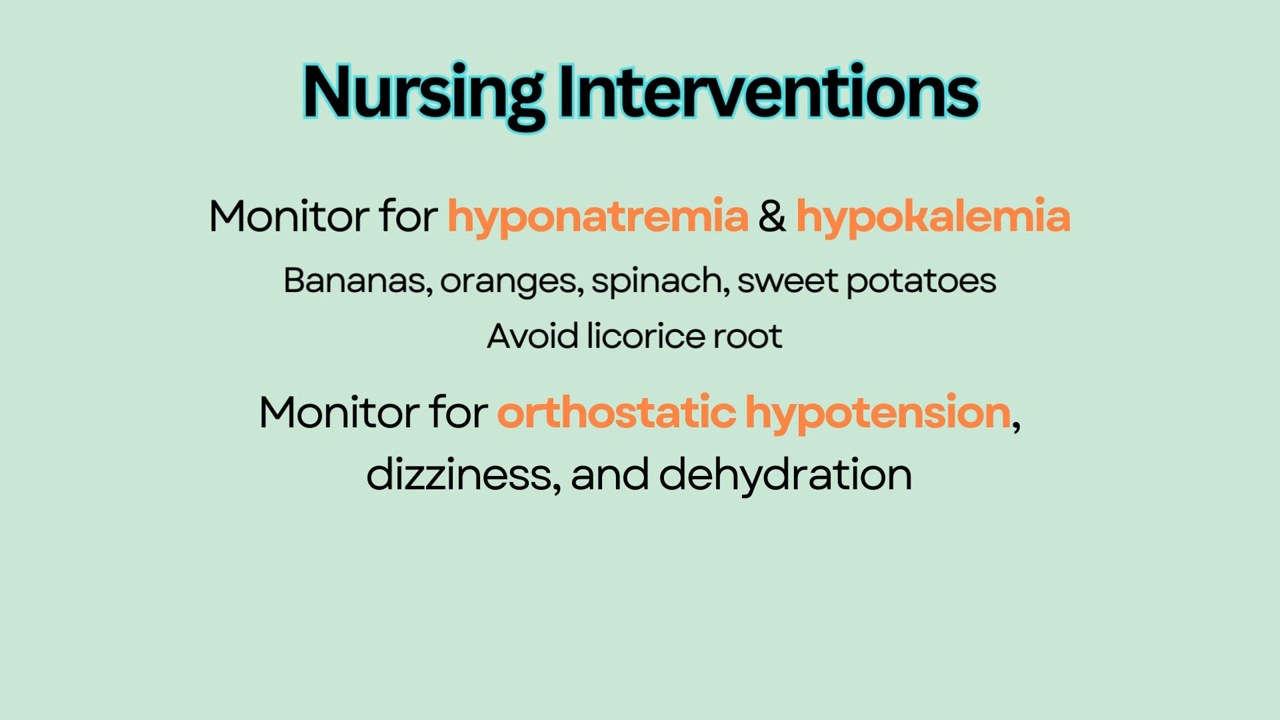 Nursing Interventions
Monitor for hyponatremia & hypokalemia
Bananas, oranges, spinach, sweet potatoes
Avoid licorice root
Monitor for orthostatic hypotension,
dizziness, and dehydration